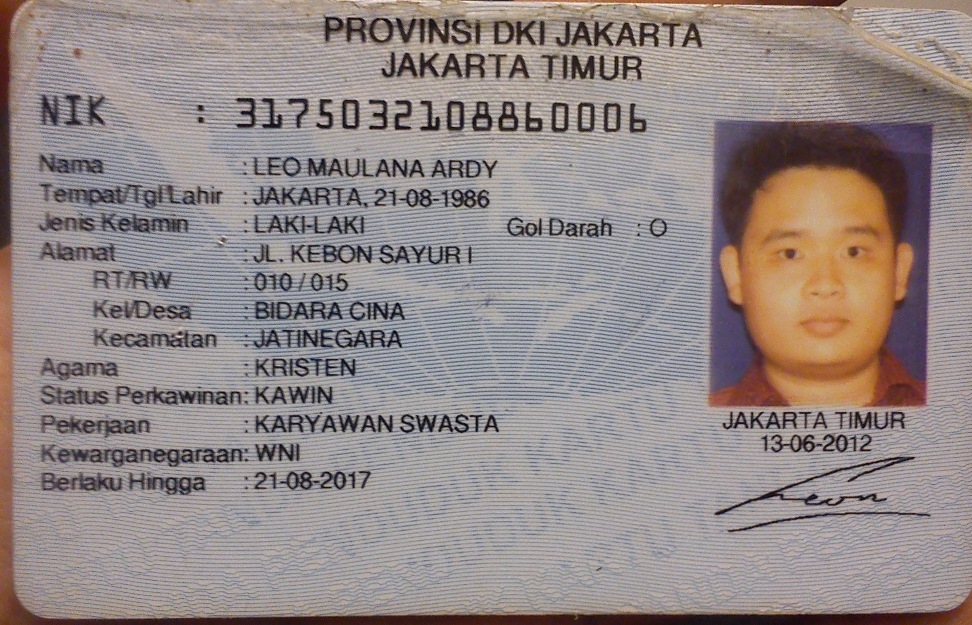 PROVINSI DKI JAKARTA
JAKARTA TIMUR
NIK : 3175032108860006
Nama : LEO MAULANA ARDY
Tempat/Tgl Lahir : JAKARTA, 21-08-1986
Jenis Kelamin : LAKI-LAKI Gol Darah : O
Alamat : JL. KEBON SAYUR I
RT/RW : 010 / 015
Kel/Desa : BIDARA CINA
Kecamatan : JATINEGARA
Agama : KRISTEN
Status Perkawinan : KAWIN
Pekerjaan : KARYAWAN SWASTA
Kewarganegaraan: WNI
Berlaku Hingga : 21-08-2017
JAKARTA TIMUR
13-06-2012